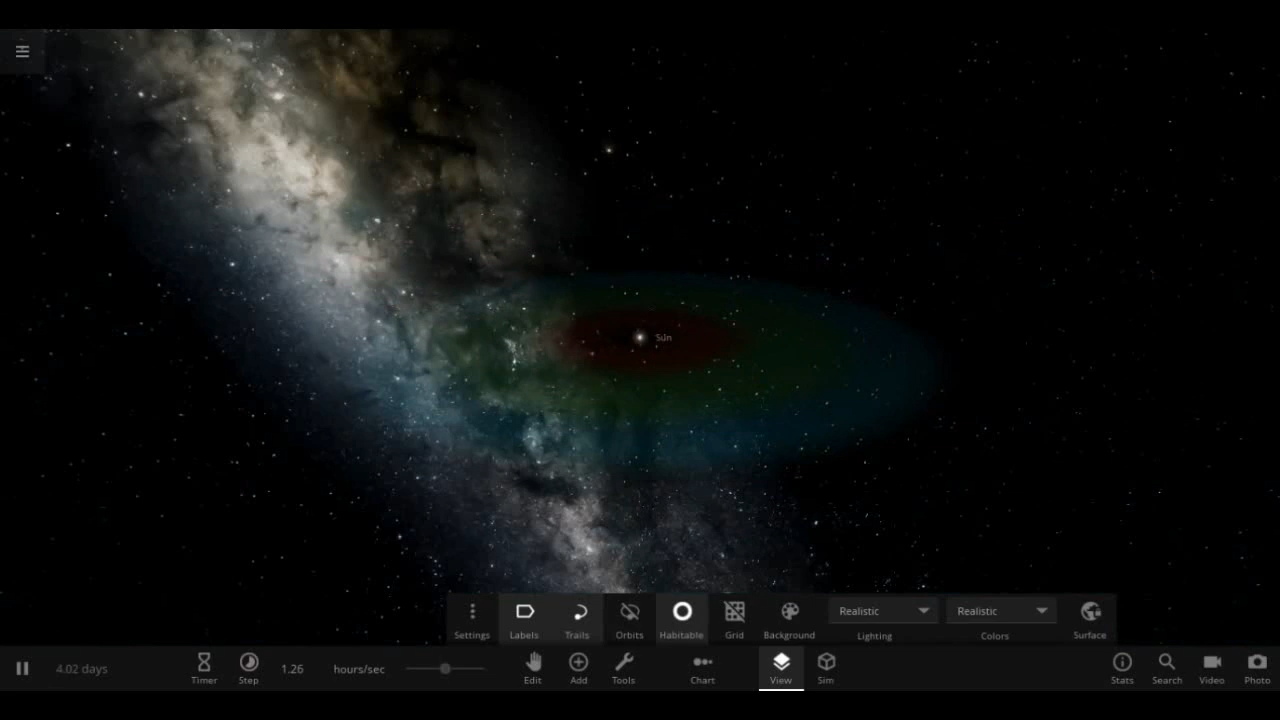 Sun
Realistic
Realistic
Settings
Labels
Trails
Orbits
Habitable
Grid
Background
Lighting
Colors
Surface
4.02 days
Timer
Step
1.26
hours/sec
Edit
Add
Tools
Chart
View
Sim
Stats
Search
Video
Photo